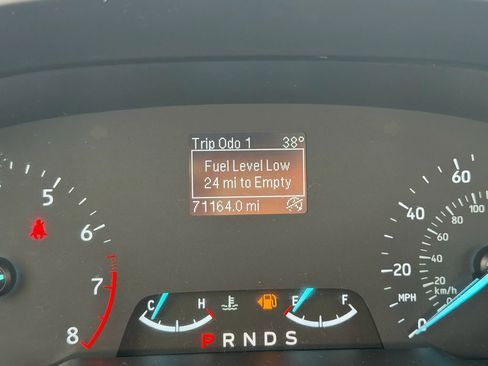 Trip Odo 1 38°
Fuel Level Low
24 mi to Empty
71164.0 mi
5
6
7
8
C H
E F
P R N D S
60
40
20
0
MPH
100
80
60
40
20
0
km/h